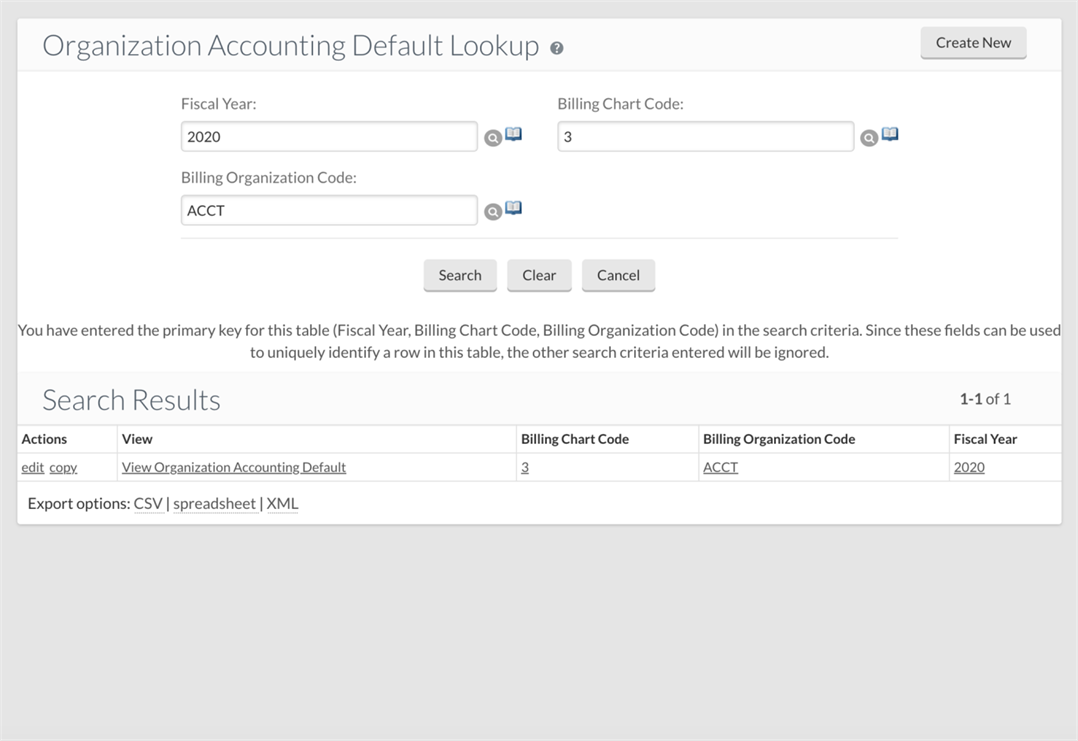 Organization Accounting Default Lookup ?
Create New
Fiscal Year:
Billing Chart Code:
2020
3
Billing Organization Code:
ACCT
Search Clear Cancel
You have entered the primary key for this table (Fiscal Year, Billing Chart Code, Billing Organization Code) in the search criteria. Since these fields can be used
to uniquely identify a row in this table, the other search criteria entered will be ignored.
Search Results
1-1 of 1
Actions View Billing Chart Code Billing Organization Code Fiscal Year
edit copy View Organization Accounting Default 3 ACCT 2020
Export options: CSV | spreadsheet | XML